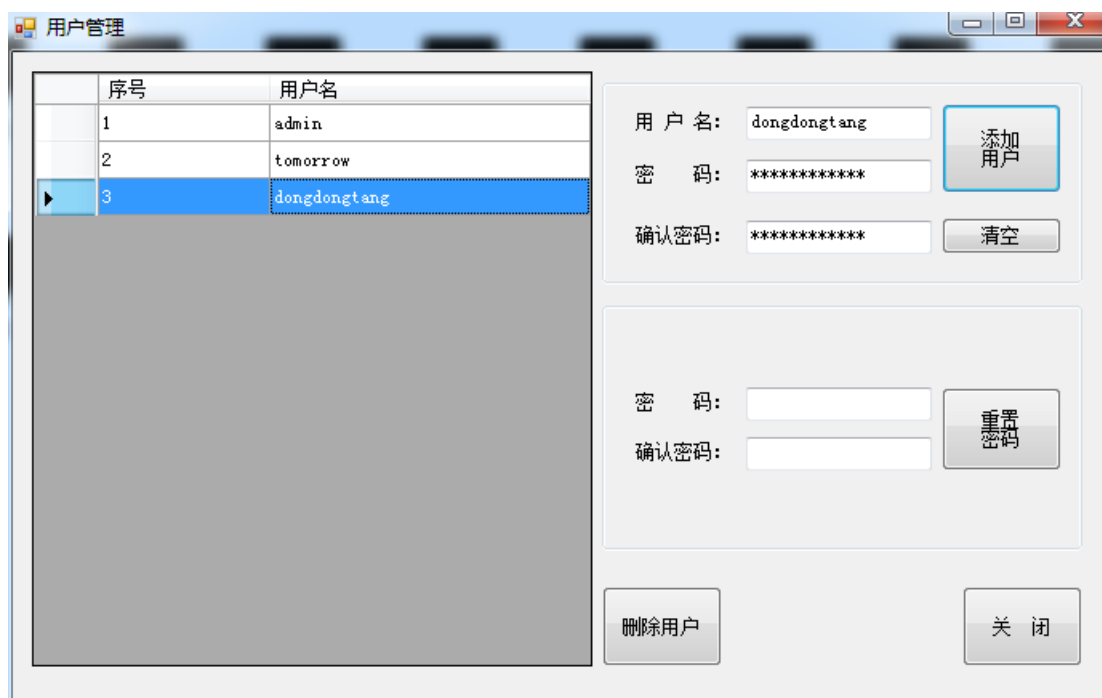 用户管理
序号 用户名
1 admin
2 tomorrow
3 dongdongtang
用 户 名: dongdongtang
添加用户
密 码: ************
确认密码: ************
清空
密 码:
重置密码
确认密码:
删除用户
关 闭